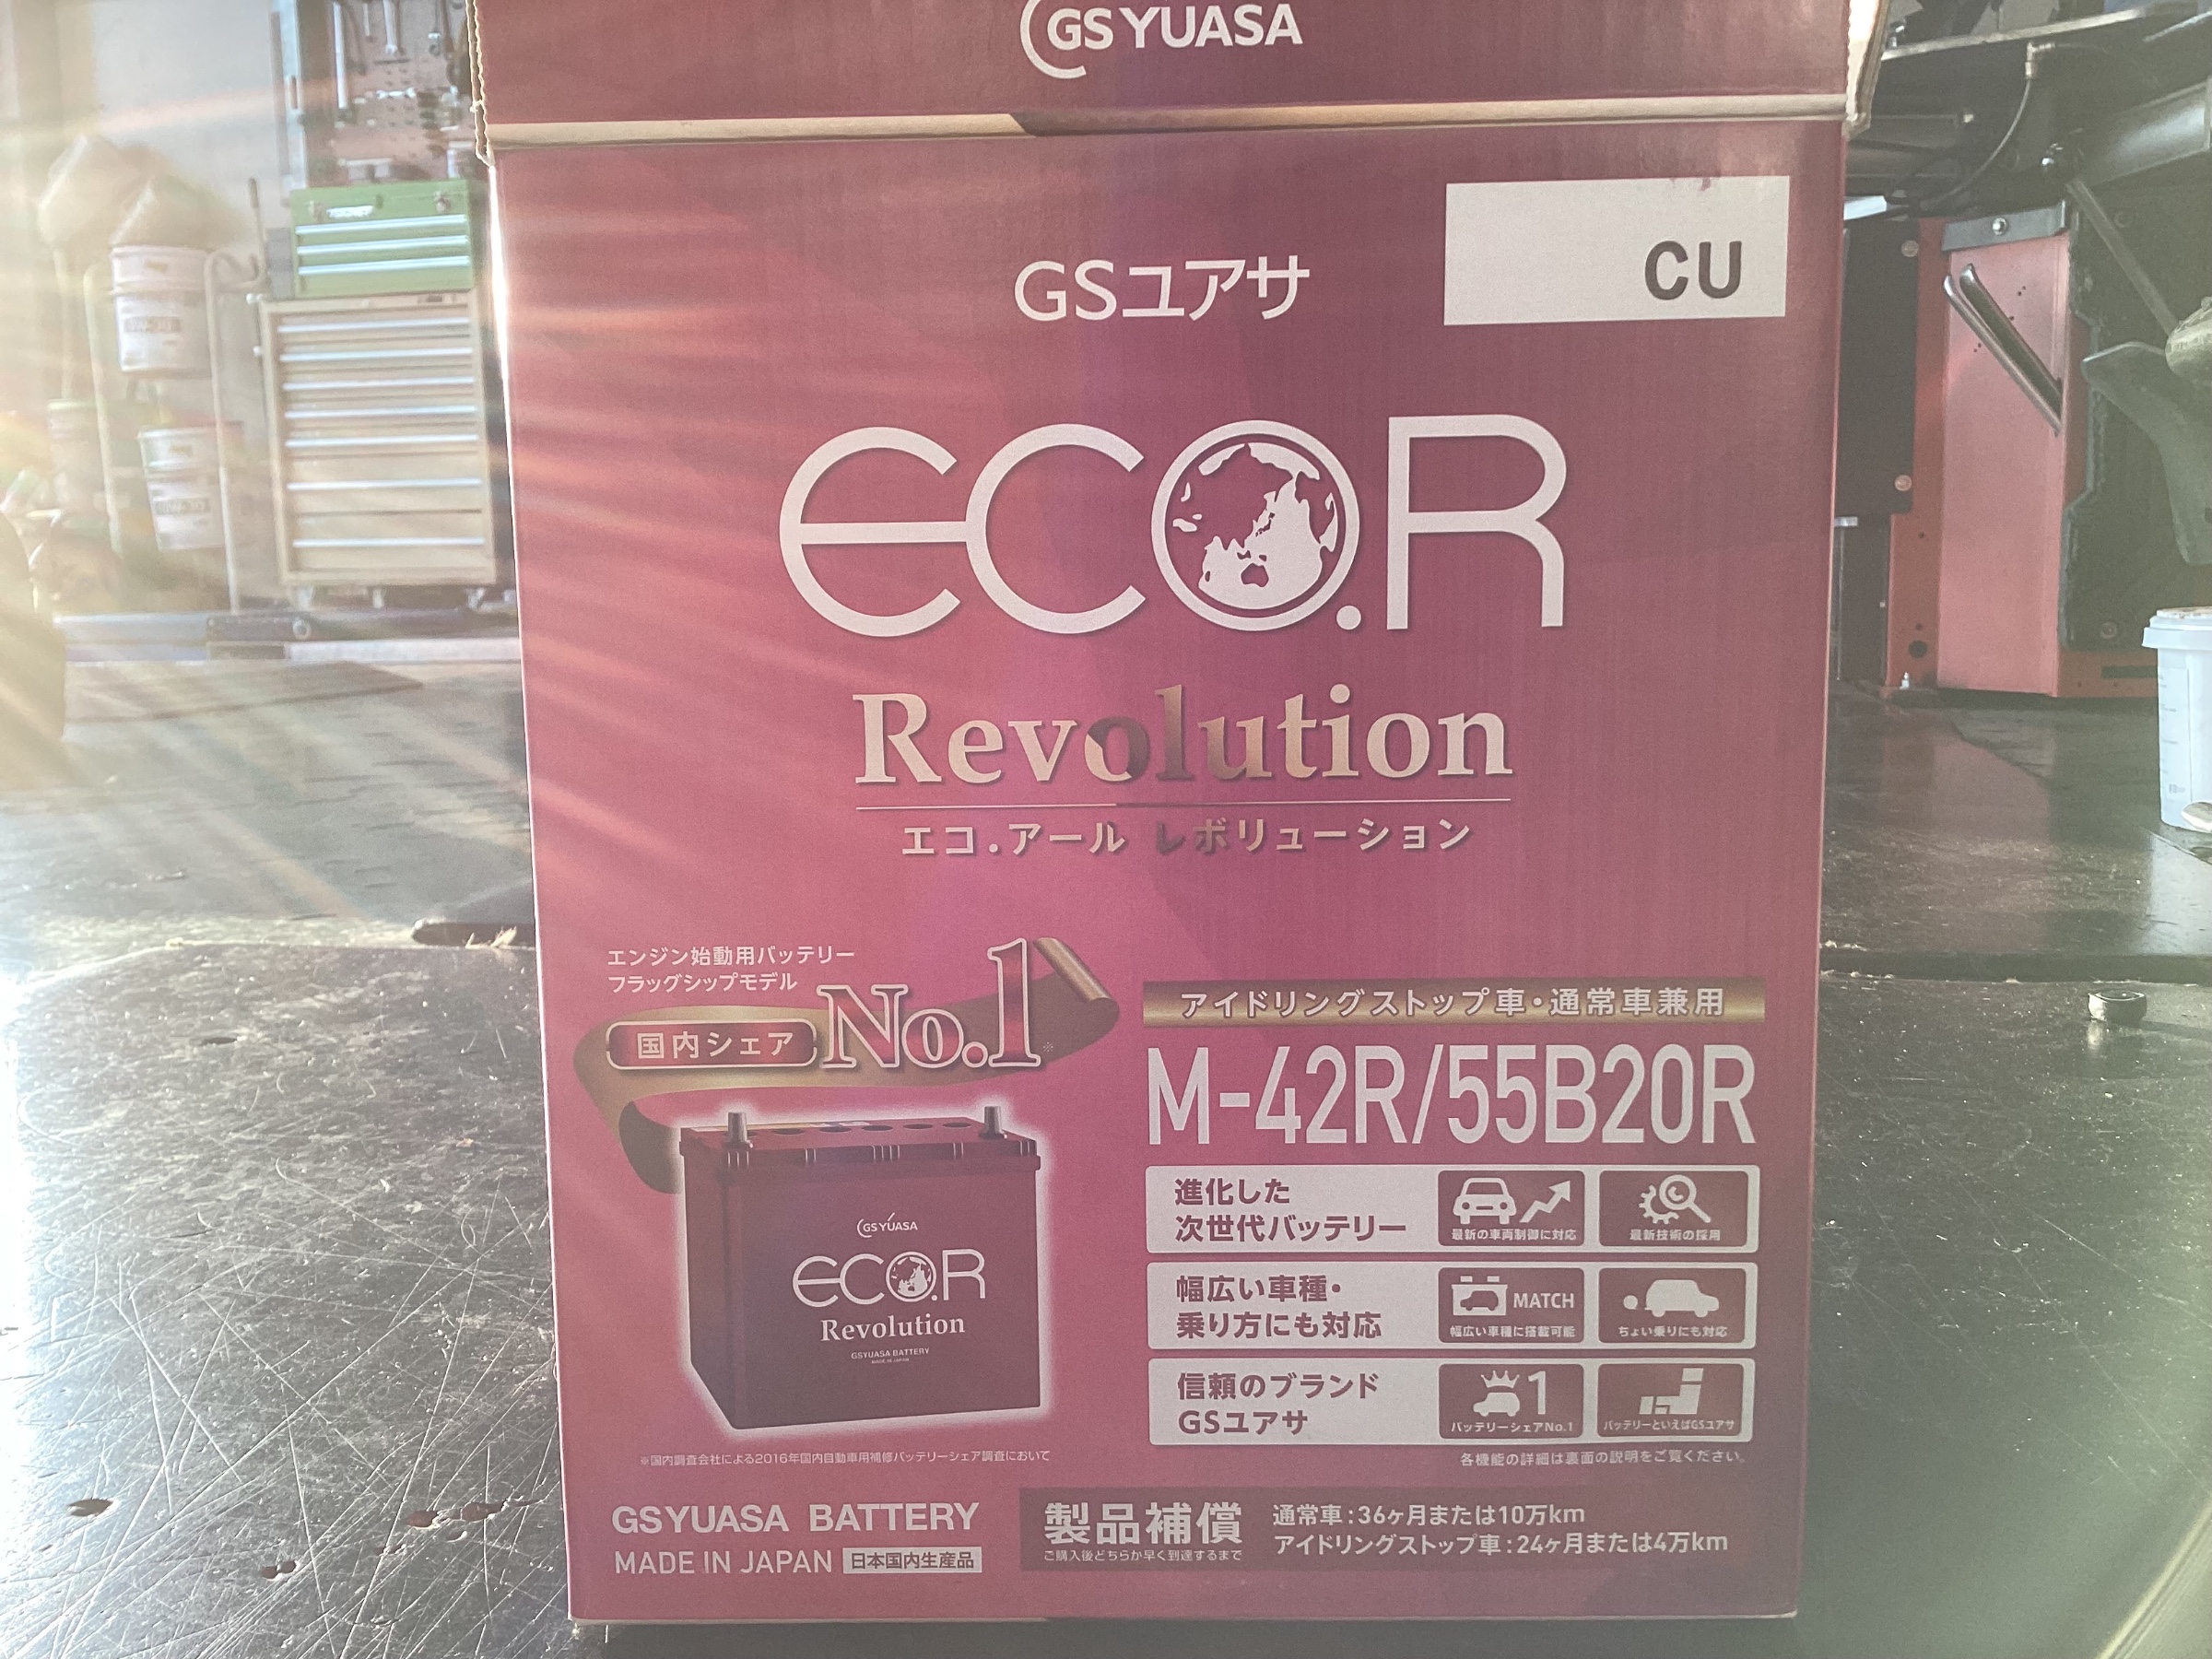 GS YUASA
CU
GSユアサ
eco.R
Revolution
エコ.アール レボリューション
エンジン始動用バッテリー
フラッグシップモデル
国内シェア No.1※
GS YUASA
eco.R
Revolution
GSYUASA BATTERY
MADE IN JAPAN
※国内調査会社による2016年国内自動車用補修バッテリーシェア調査において
アイドリングストップ車・通常車兼用
M-42R/55B20R
進化した
次世代バッテリー
最新の車両制御に対応
最新技術の採用
幅広い車種・
乗り方にも対応
MATCH
幅広い車種に搭載可能
ちょい乗りにも対応
信頼のブランド
GSユアサ
1
バッテリーシェアNo.1
バッテリーといえばGSユアサ
各機能の詳細は裏面の説明をご覧ください。
GSYUASA BATTERY
MADE IN JAPAN 日本国内生産品
製品補償
ご購入後どちらか早く到達するまで
通常車：36ヶ月または10万km
アイドリングストップ車：24ヶ月または4万km